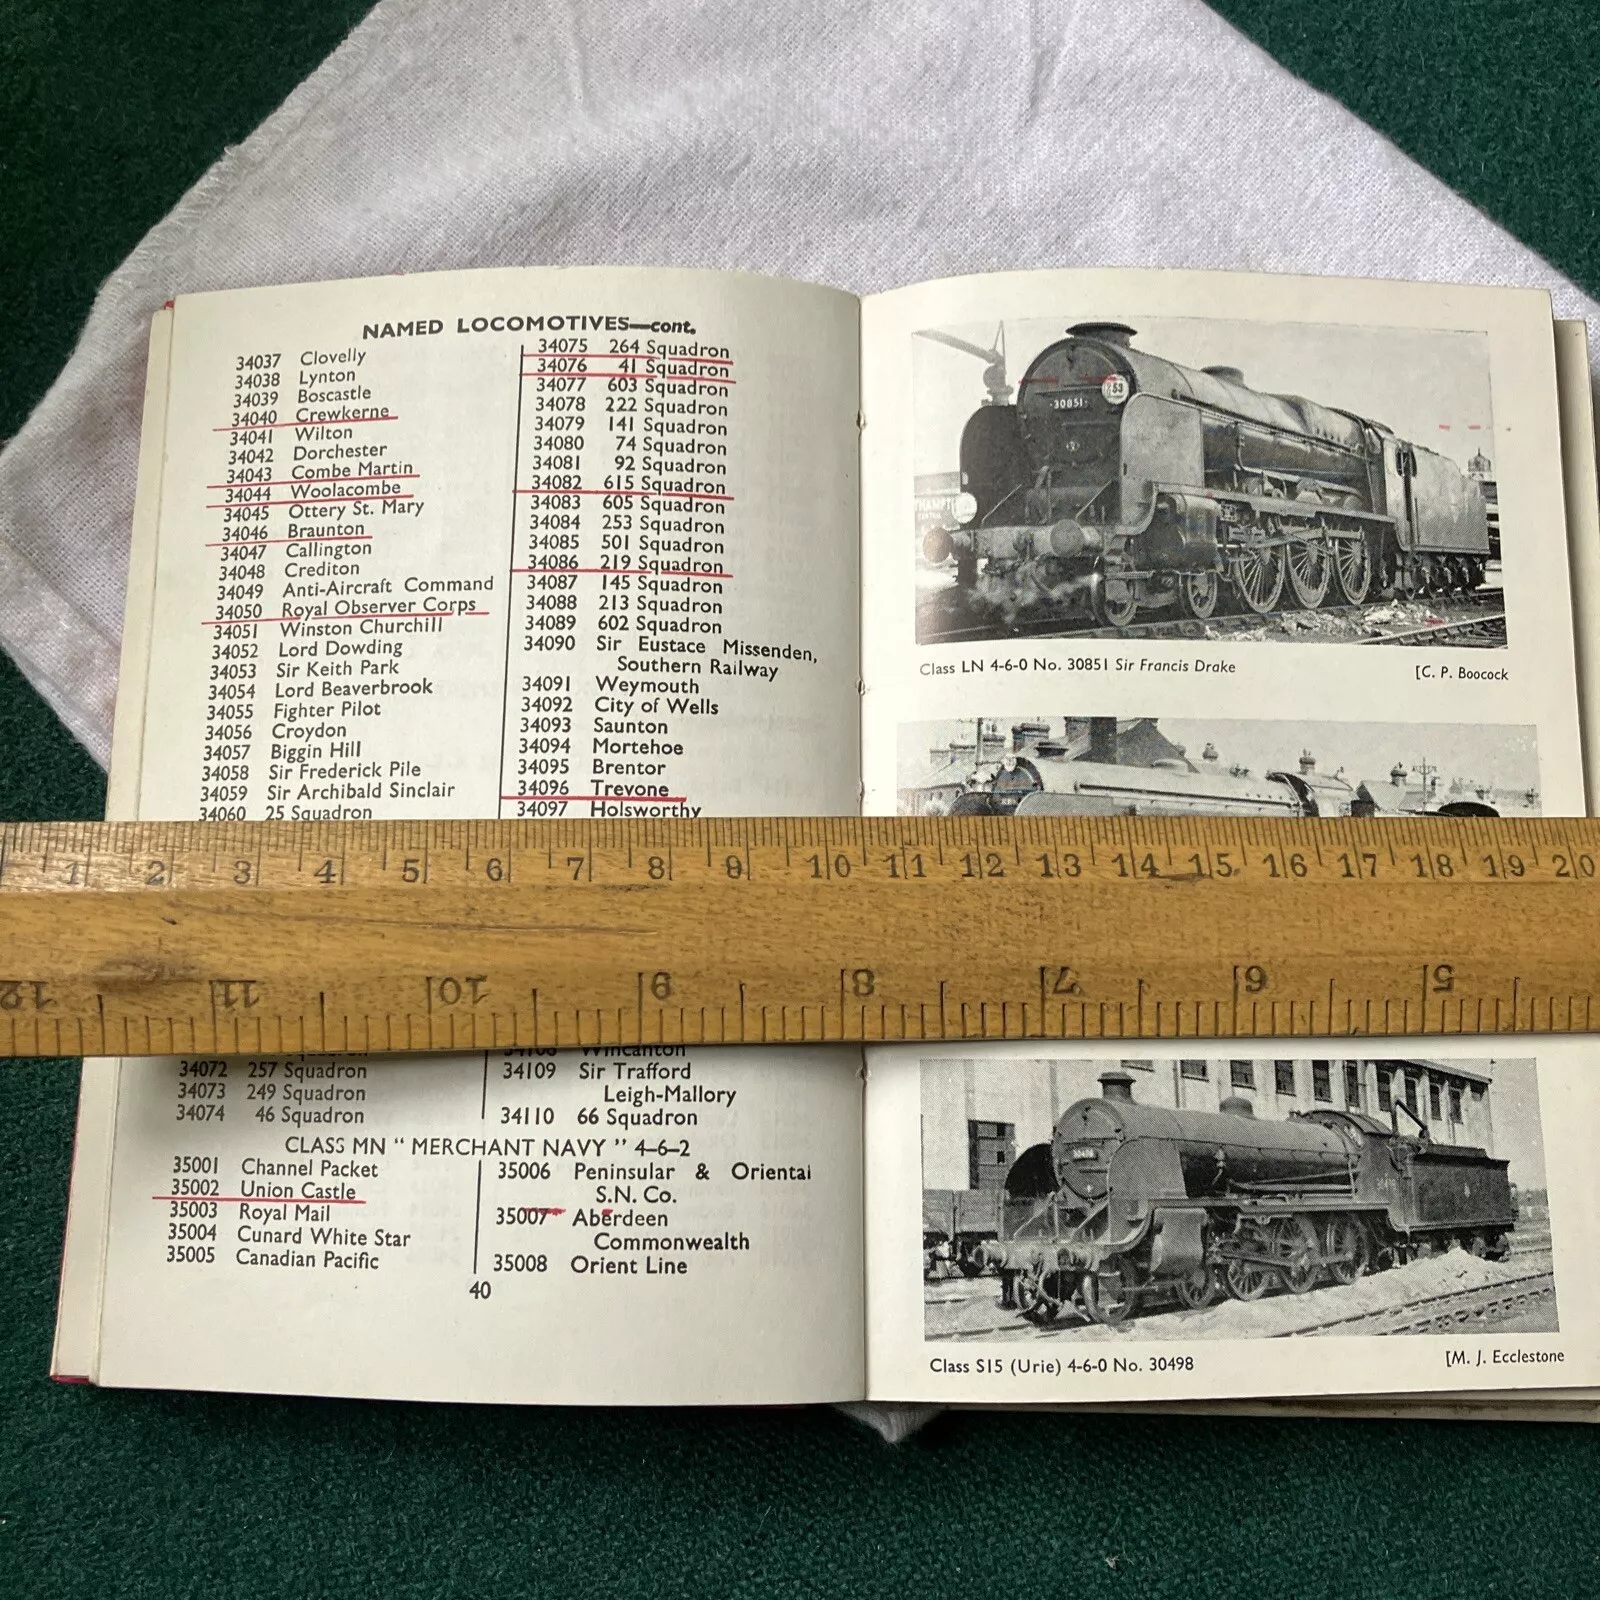 NAMED LOCOMOTIVES—cont.
34037 Clovelly
34038 Lynton
34039 Boscastle
34040 Crewkerne
34041 Wilton
34042 Dorchester
34043 Combe Martin
34044 Woolacombe
34045 Ottery St. Mary
34046 Braunton
34047 Callington
34048 Crediton
34049 Anti-Aircraft Command
34050 Royal Observer Corps
34051 Winston Churchill
34052 Lord Dowding
34053 Sir Keith Park
34054 Lord Beaverbrook
34055 Fighter Pilot
34056 Croydon
34057 Biggin Hill
34058 Sir Frederick Pile
34059 Sir Archibald Sinclair
34060 25 Squadron
34072 257 Squadron
34073 249 Squadron
34074 46 Squadron
34075 264 Squadron
34076 41 Squadron
34077 603 Squadron
34078 222 Squadron
34079 141 Squadron
34080 74 Squadron
34081 92 Squadron
34082 615 Squadron
34083 605 Squadron
34084 253 Squadron
34085 501 Squadron
34086 219 Squadron
34087 145 Squadron
34088 213 Squadron
34089 602 Squadron
34090 Sir Eustace Missenden,
Southern Railway
34091 Weymouth
34092 City of Wells
34093 Saunton
34094 Mortehoe
34095 Brentor
34096 Trevone
34097 Holsworthy
34108 Wincanton
34109 Sir Trafford
Leigh-Mallory
34110 66 Squadron
CLASS MN " MERCHANT NAVY " 4-6-2
35001 Channel Packet
35002 Union Castle
35003 Royal Mail
35004 Cunard White Star
35005 Canadian Pacific
35006 Peninsular & Oriental
S.N. Co.
35007 Aberdeen
Commonwealth
35008 Orient Line
40
30851
Class LN 4-6-0 No. 30851 Sir Francis Drake
[C. P. Boocock
1 2 3 4 5 6 7 8 9 10 11 12 13 14 15 16 17 18 19 20
12 11 10 9 8 7 6 5
Class S15 (Urie) 4-6-0 No. 30498
[M. J. Ecclestone